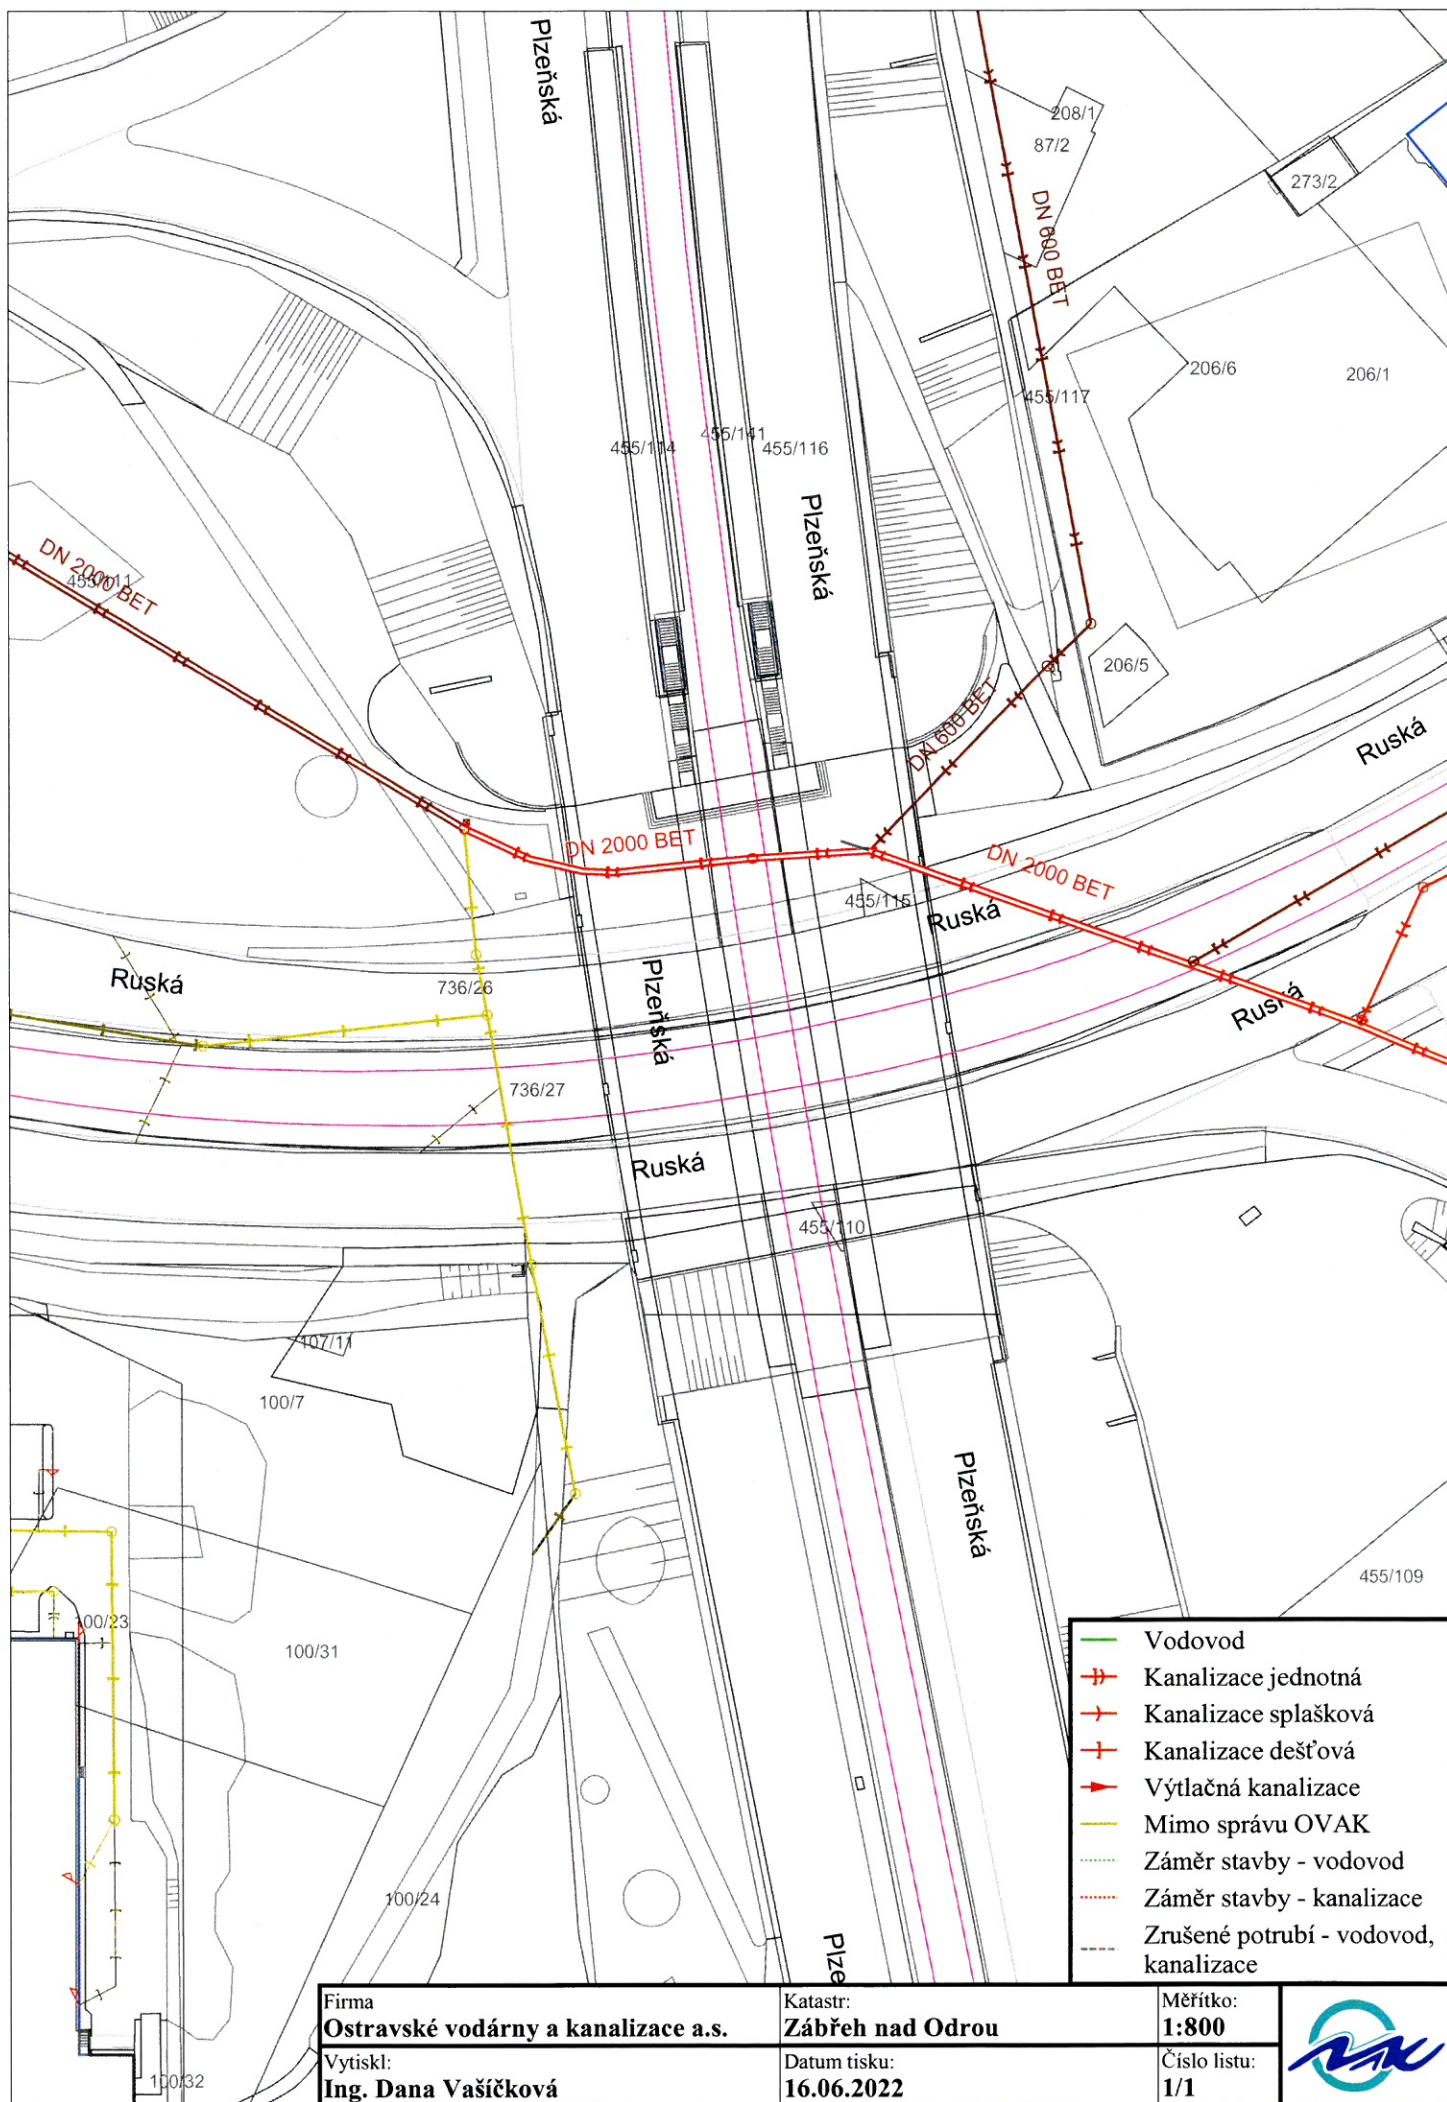 Plzeňská
208/1
87/2
273/2
DN 600 BET
206/6
206/1
455/117
455/114
455/141
455/116
Plzeňská
DN 2000 BET
455/111
206/5
DN 600 BET
Ruská
DN 2000 BET
DN 2000 BET
455/115
Ruská
Ruská
736/26
Plzeňská
Ruská
736/27
Ruská
455/110
107/11
100/7
Plzeňská
455/109
100/23
100/31
100/24
Plze
100/32
Vodovod
Kanalizace jednotná
Kanalizace splašková
Kanalizace dešťová
Výtlačná kanalizace
Mimo správu OVAK
Záměr stavby - vodovod
Záměr stavby - kanalizace
Zrušené potrubí - vodovod,
kanalizace
Firma
Ostravské vodárny a kanalizace a.s.
Katastr:
Zábřeh nad Odrou
Měřítko:
1:800
Vytiskl:
Ing. Dana Vašíčková
Datum tisku:
16.06.2022
Číslo listu:
1/1